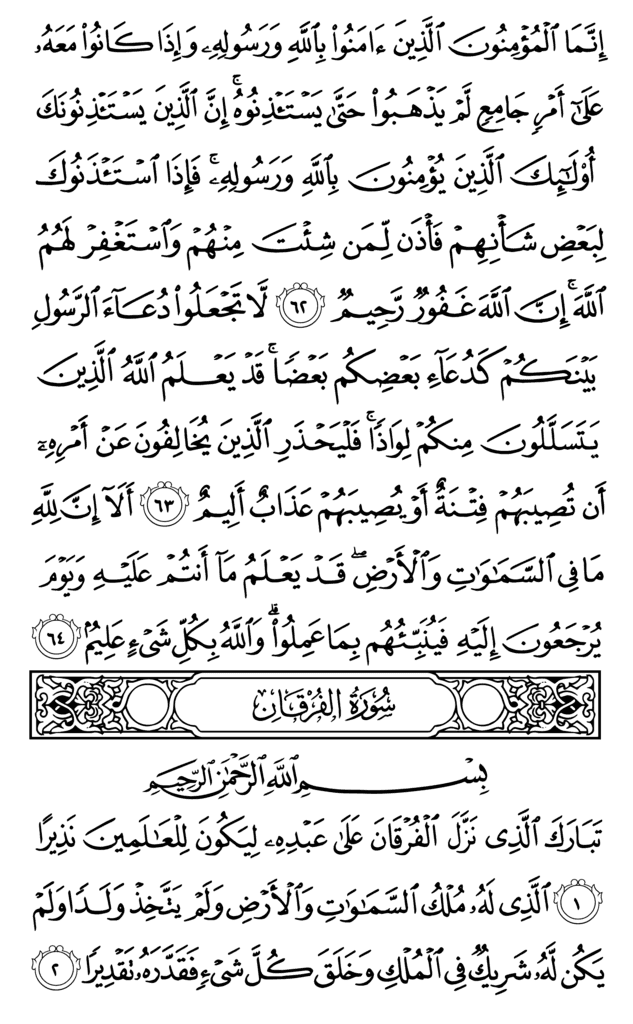 إِنَّمَا ٱلْمُؤْمِنُونَ ٱلَّذِينَ ءَامَنُوا۟ بِٱللَّهِ وَرَسُولِهِۦ وَإِذَا كَانُوا۟ مَعَهُۥ
عَلَىٰٓ أَمْرٍ جَامِعٍ لَّمْ يَذْهَبُوا۟ حَتَّىٰ يَسْتَـْٔذِنُوهُ ۚ إِنَّ ٱلَّذِينَ يَسْتَـْٔذِنُونَكَ
أُو۟لَـٰٓئِكَ ٱلَّذِينَ يُؤْمِنُونَ بِٱللَّهِ وَرَسُولِهِۦ ۚ فَإِذَا ٱسْتَـْٔذَنُوكَ
لِبَعْضِ شَأْنِهِمْ فَأْذَن لِّمَن شِئْتَ مِنْهُمْ وَٱسْتَغْفِرْ لَهُمُ
ٱللَّهَ ۚ إِنَّ ٱللَّهَ غَفُورٌ رَّحِيمٌ ٦٢ لَّا تَجْعَلُوا۟ دُعَآءَ ٱلرَّسُولِ
بَيْنَكُمْ كَدُعَآءِ بَعْضِكُم بَعْضًا ۚ قَدْ يَعْلَمُ ٱللَّهُ ٱلَّذِينَ
يَتَسَلَّلُونَ مِنكُمْ لِوَاذًا ۚ فَلْيَحْذَرِ ٱلَّذِينَ يُخَالِفُونَ عَنْ أَمْرِهِۦٓ
أَن تُصِيبَهُمْ فِتْنَةٌ أَوْ يُصِيبَهُمْ عَذَابٌ أَلِيمٌ ٦٣ أَلَآ إِنَّ لِلَّهِ
مَا فِى ٱلسَّمَـٰوَٰتِ وَٱلْأَرْضِ ۖ قَدْ يَعْلَمُ مَآ أَنتُمْ عَلَيْهِ وَيَوْمَ
يُرْجَعُونَ إِلَيْهِ فَيُنَبِّئُهُم بِمَا عَمِلُوا۟ ۗ وَٱللَّهُ بِكُلِّ شَىْءٍ عَلِيمٌۢ ٦٤
سُورَةُ الفُرْقَانِ
بِسْمِ ٱللَّهِ ٱلرَّحْمَـٰنِ ٱلرَّحِيمِ
تَبَارَكَ ٱلَّذِى نَزَّلَ ٱلْفُرْقَانَ عَلَىٰ عَبْدِهِۦ لِيَكُونَ لِلْعَـٰلَمِينَ نَذِيرًا
١ ٱلَّذِى لَهُۥ مُلْكُ ٱلسَّمَـٰوَٰتِ وَٱلْأَرْضِ وَلَمْ يَتَّخِذْ وَلَدًا وَلَمْ
يَكُن لَّهُۥ شَرِيكٌ فِى ٱلْمُلْكِ وَخَلَقَ كُلَّ شَىْءٍ فَقَدَّرَهُۥ تَقْدِيرًا ٢